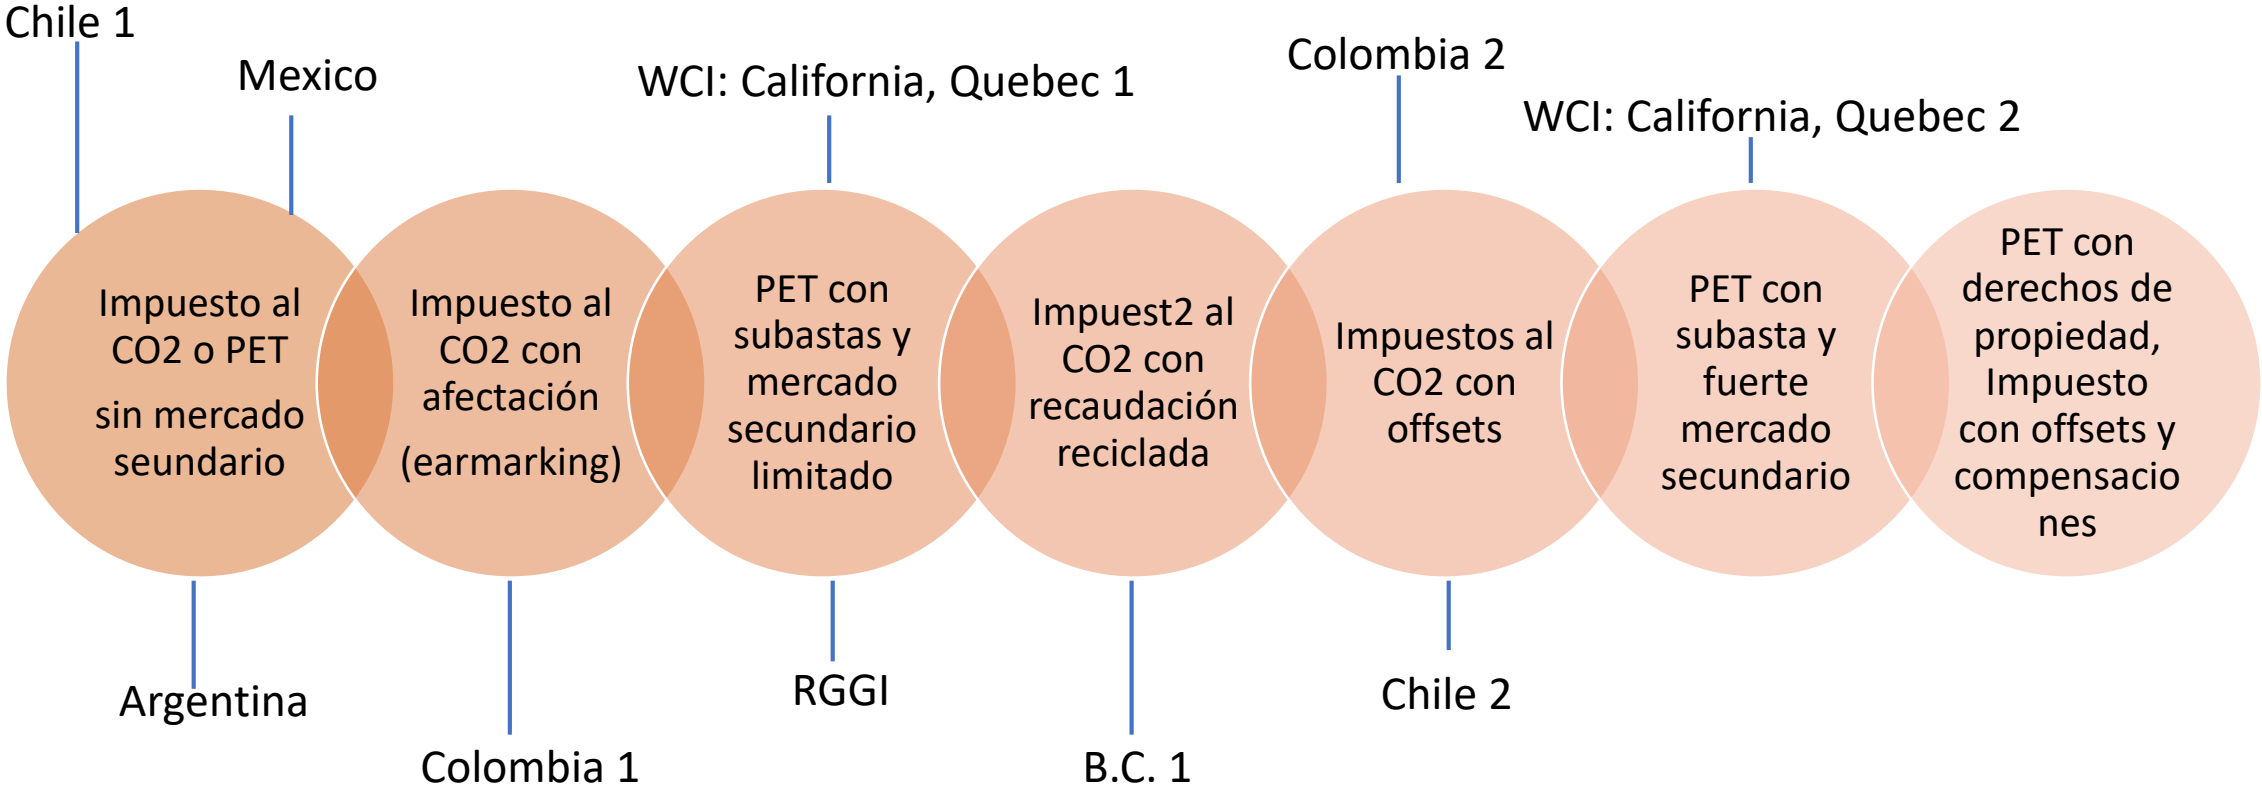 Chile 1
Mexico
WCI: California, Quebec 1
Colombia 2
WCI: California, Quebec 2
Impuesto al
CO2 o PET
sin mercado
seundario
Impuesto al
CO2 con
afectación
(earmarking)
PET con
subastas y
mercado
secundario
limitado
Impuest2 al
CO2 con
recaudación
reciclada
Impuestos al
CO2 con
offsets
PET con
subasta y
fuerte
mercado
secundario
PET con
derechos de
propiedad,
Impuesto
con offsets y
compensacio
nes
Argentina
Colombia 1
RGGI
B.C. 1
Chile 2